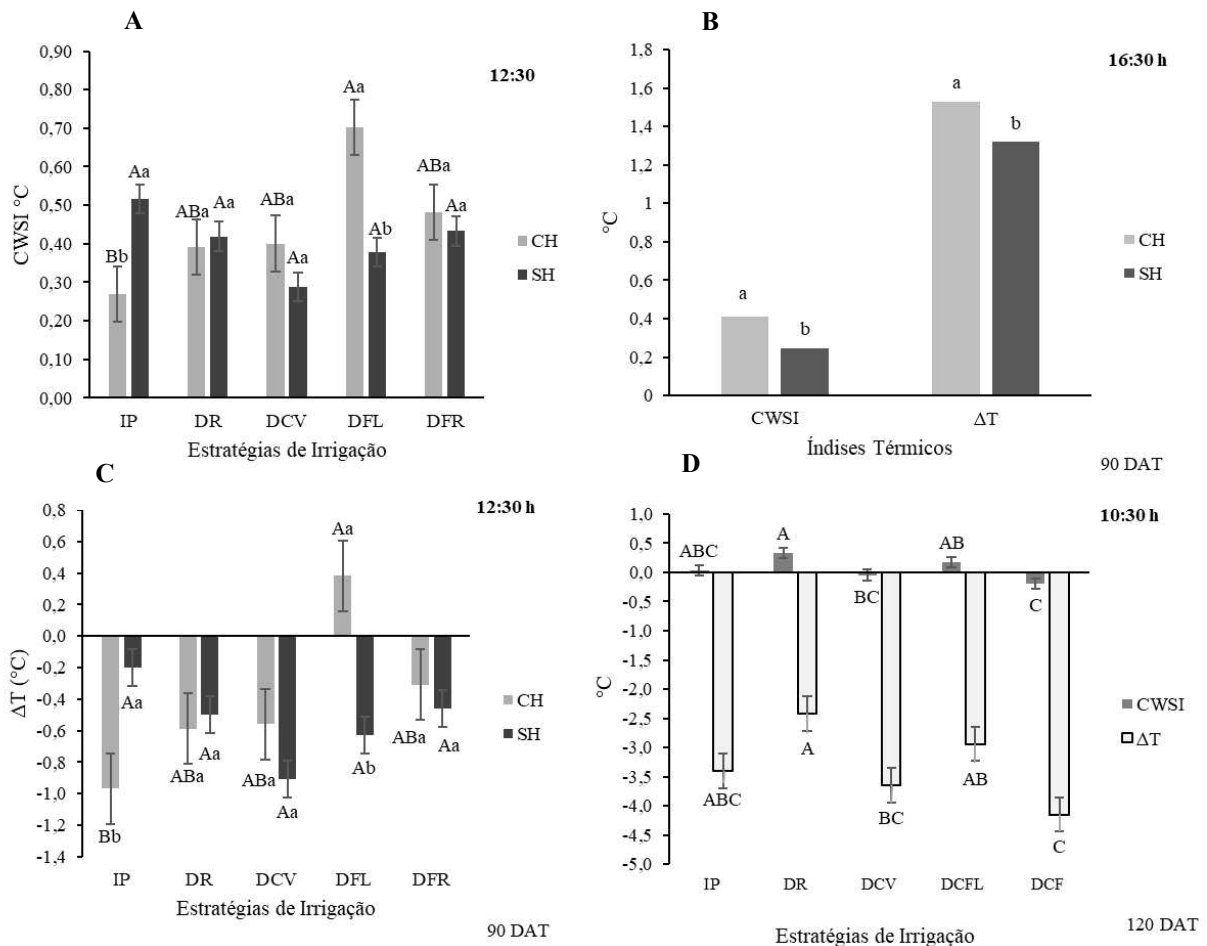 A
12:30
0,90
0,80
0,70
0,60
0,50
0,40
0,30
0,20
0,10
0,00
CWSI °C
Bb
Aa
ABa
Aa
ABa
Aa
Aa
Ab
ABa
Aa
IP
DR
DCV
DFL
DFR
Estratégias de Irrigação
CH
SH
B
16:30 h
1,8
1,6
1,4
1,2
1
0,8
0,6
0,4
0,2
0
°C
a
b
a
b
CWSI
ΔT
Índises Térmicos
CH
SH
90 DAT
C
12:30 h
0,8
0,6
0,4
0,2
0,0
-0,2
-0,4
-0,6
-0,8
-1,0
-1,2
-1,4
ΔT (°C)
Bb
Aa
ABa
Aa
ABa
Aa
Aa
Ab
ABa
Aa
IP
DR
DCV
DFL
DFR
Estratégias de Irrigação
CH
SH
90 DAT
D
10:30 h
1,0
0,5
0,0
-0,5
-1,0
-1,5
-2,0
-2,5
-3,0
-3,5
-4,0
-4,5
-5,0
°C
ABC
A
BC
AB
C
ABC
A
BC
AB
C
IP
DR
DCV
DCFL
DCF
Estratégias de Irrigação
CWSI
ΔT
120 DAT